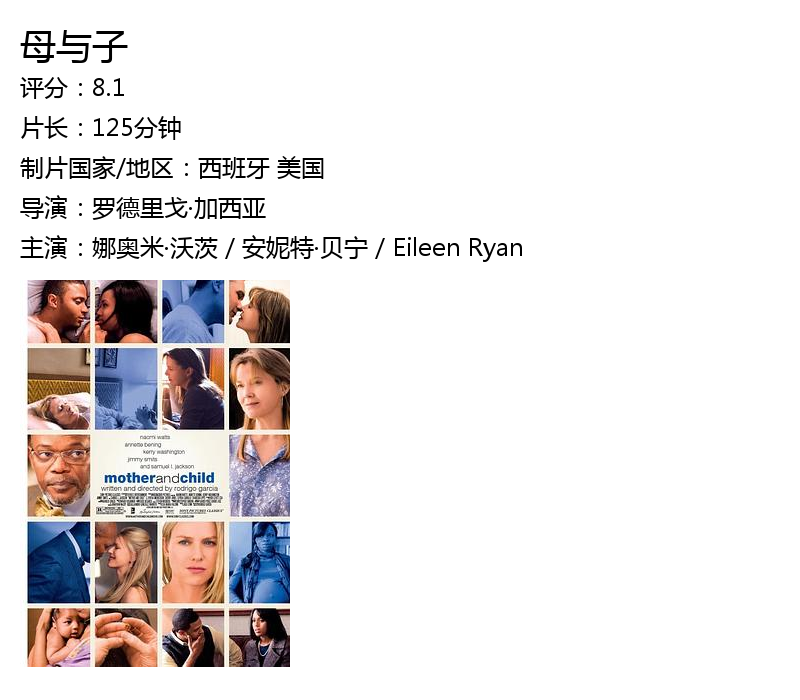 母与子
评分：8.1
片长：125分钟
制片国家/地区：西班牙 美国
导演：罗德里戈·加西亚
主演：娜奥米·沃茨 / 安妮特·贝宁 / Eileen Ryan
naomi watts
annette bening
kerry washington
jimmy smits
and samuel l. jackson
motherandchild
written and directed by rodrigo garcia